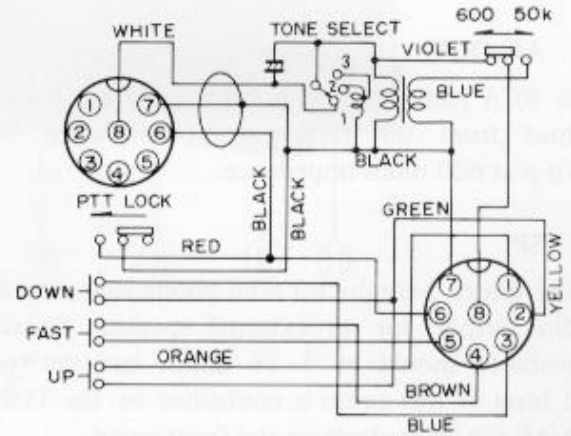 600 50k
TONE SELECT
WHITE
VIOLET
3
2
1
BLUE
1 7
2 8 6
3 4 5
BLACK
PTT LOCK
BLACK
BLACK
GREEN
RED
YELLOW
DOWN
7 1
6 8 2
5 4 3
FAST
ORANGE
UP
BROWN
BLUE